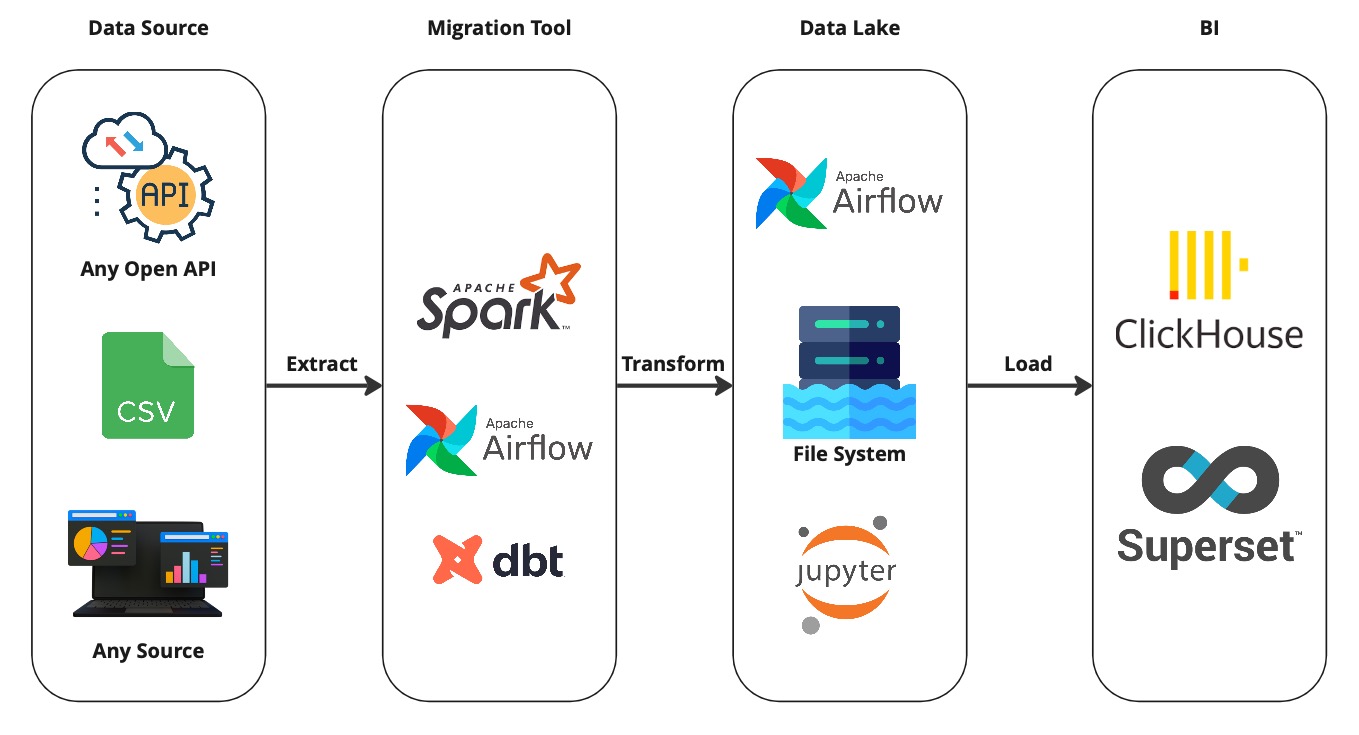 Data Source
Migration Tool
Data Lake
BI
API
Any Open API
CSV
Any Source
Extract
APACHE
Spark™
Apache
Airflow
dbt
Transform
Apache
Airflow
File System
jupyter
Load
ClickHouse
Superset™